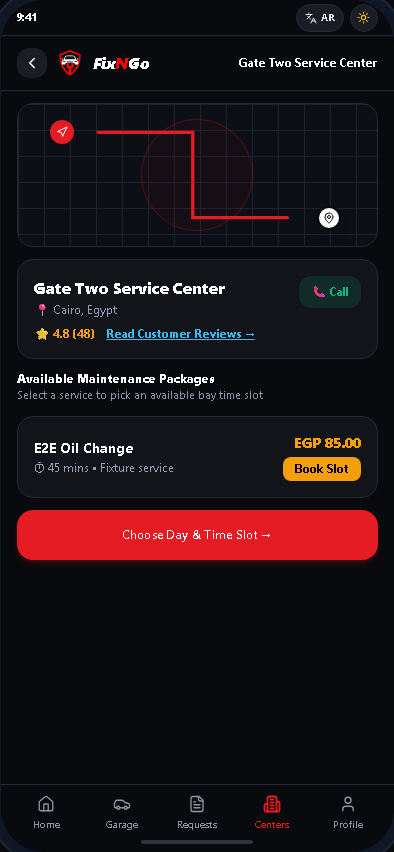 9:41
AR
FixNGo
Gate Two Service Center
Gate Two Service Center
Call
Cairo, Egypt
4.8 (48) Read Customer Reviews →
Available Maintenance Packages
Select a service to pick an available bay time slot
E2E Oil Change
EGP 85.00
45 mins • Fixture service
Book Slot
Choose Day & Time Slot →
Home
Garage
Requests
Centers
Profile